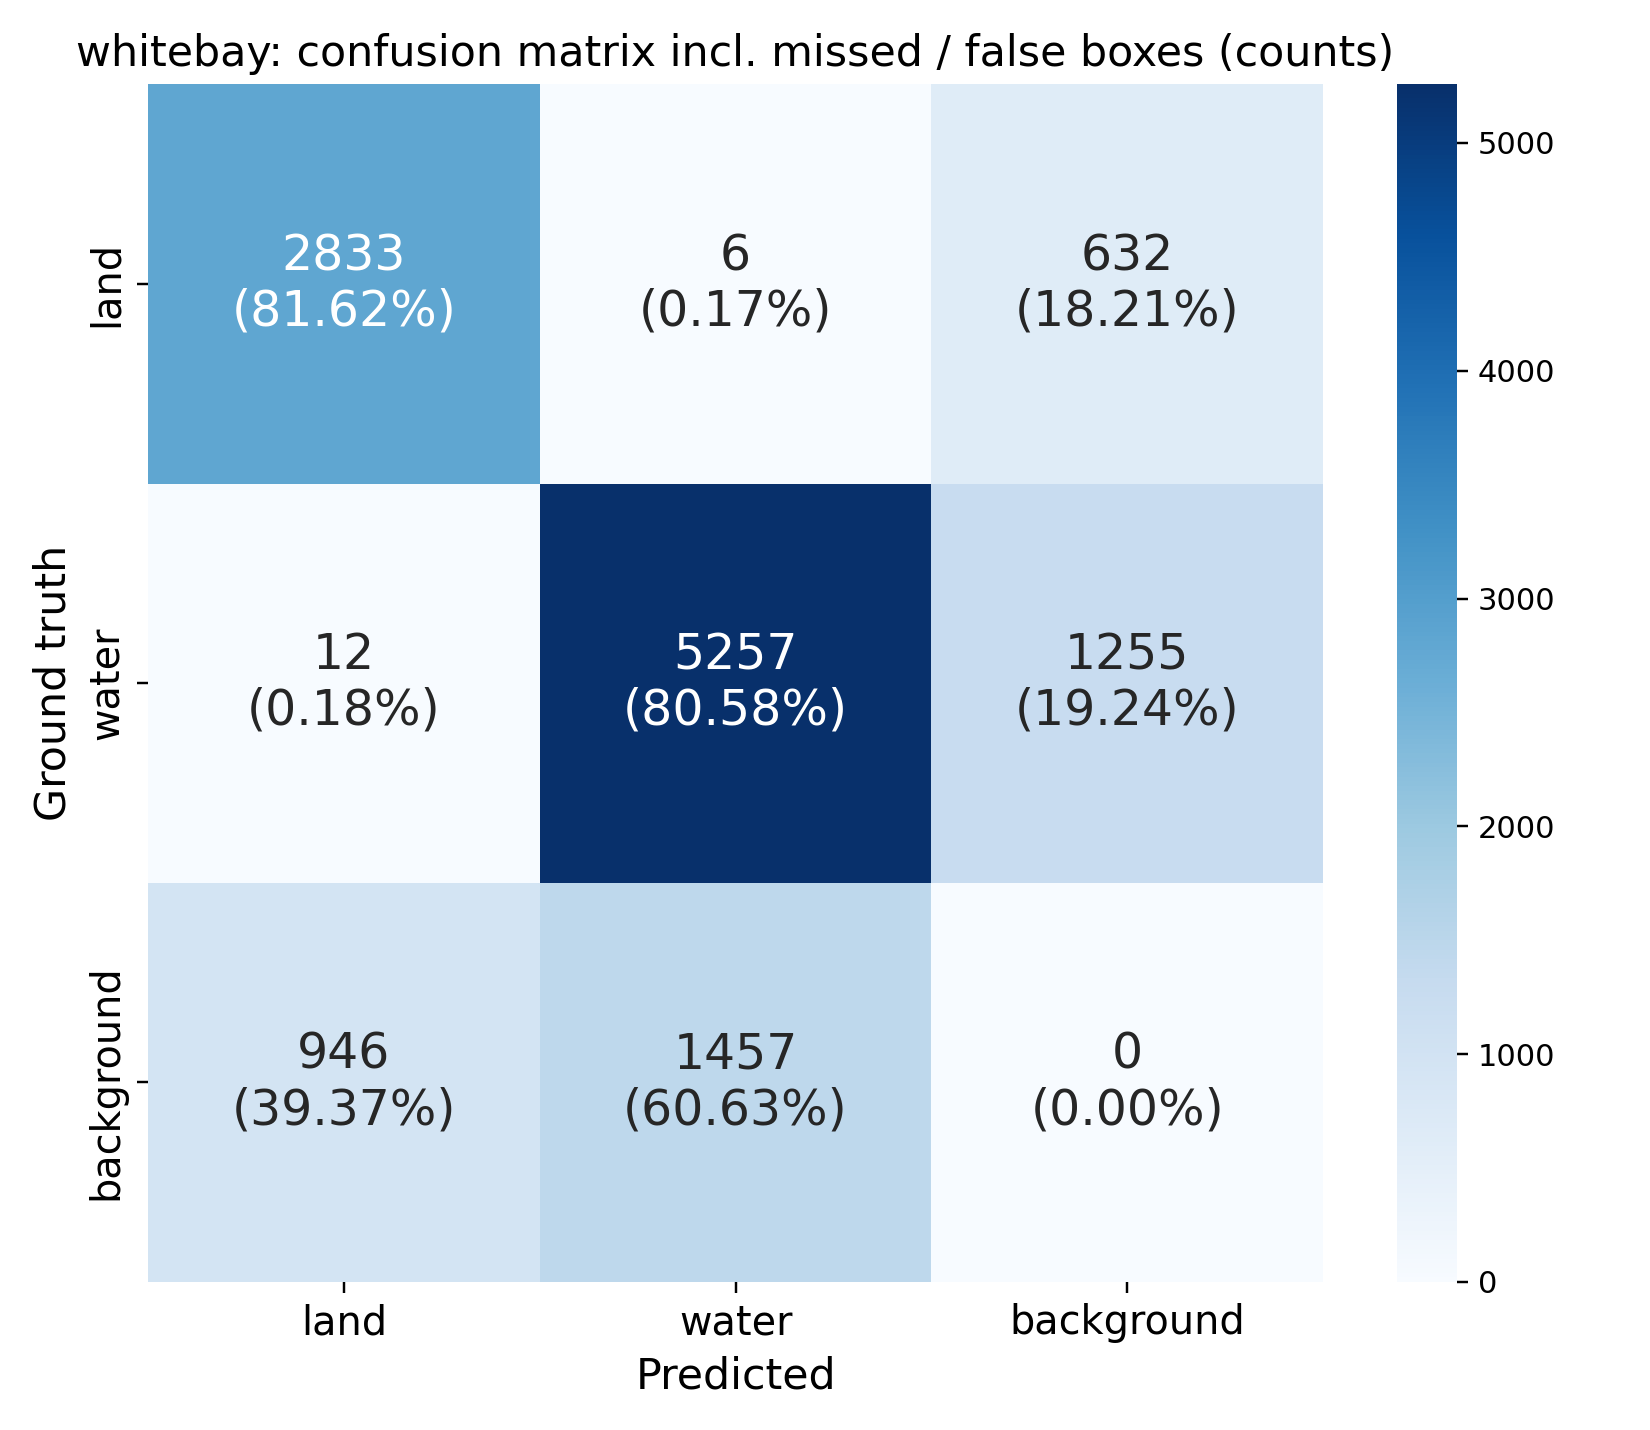 whitebay: confusion matrix incl. missed / false boxes (counts)
Ground truth
land
2833
(81.62%)
6
(0.17%)
632
(18.21%)
water
12
(0.18%)
5257
(80.58%)
1255
(19.24%)
background
946
(39.37%)
1457
(60.63%)
0
(0.00%)
land
water
background
Predicted
5000
4000
3000
2000
1000
0